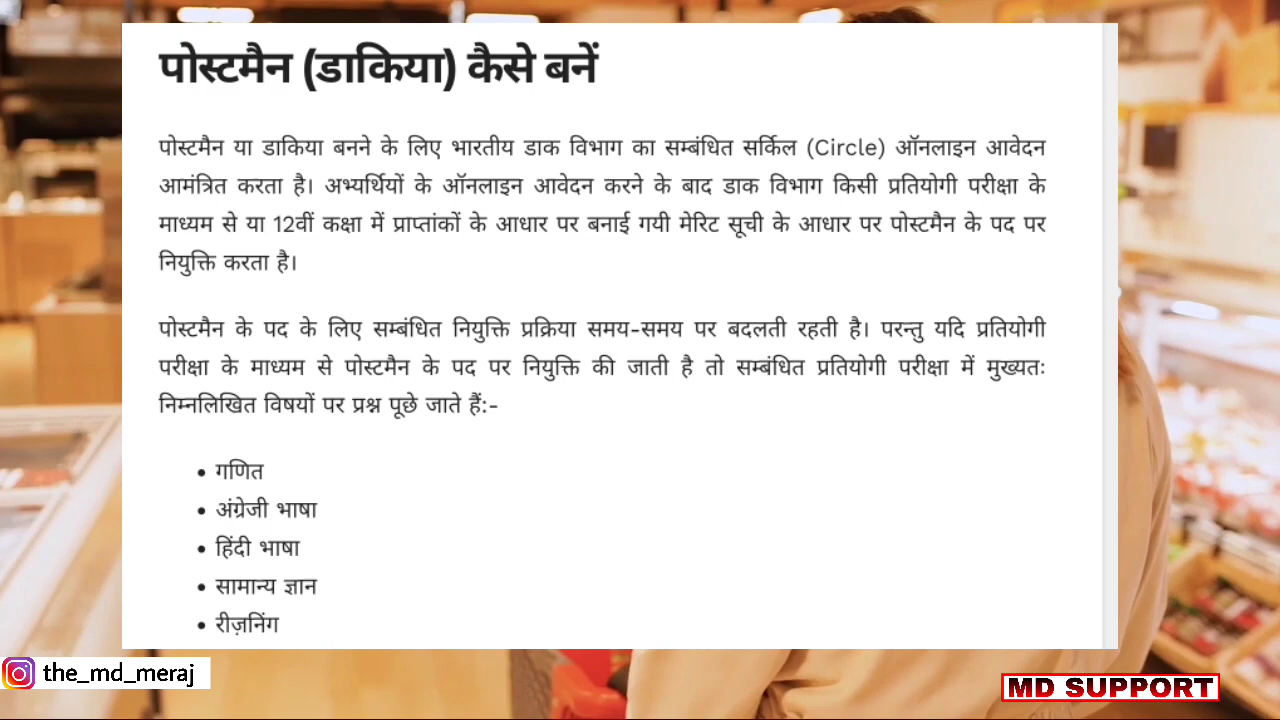 पोस्टमैन (डाकिया) कैसे बनें
पोस्टमैन या डाकिया बनने के लिए भारतीय डाक विभाग का सम्बंधित सर्किल (Circle) ऑनलाइन आवेदन
आमंत्रित करता है। अभ्यर्थियों के ऑनलाइन आवेदन करने के बाद डाक विभाग किसी प्रतियोगी परीक्षा के
माध्यम से या 12वीं कक्षा में प्राप्तांकों के आधार पर बनाई गयी मेरिट सूची के आधार पर पोस्टमैन के पद पर
नियुक्ति करता है।
पोस्टमैन के पद के लिए सम्बंधित नियुक्ति प्रक्रिया समय-समय पर बदलती रहती है। परन्तु यदि प्रतियोगी
परीक्षा के माध्यम से पोस्टमैन के पद पर नियुक्ति की जाती है तो सम्बंधित प्रतियोगी परीक्षा में मुख्यतः
निम्नलिखित विषयों पर प्रश्न पूछे जाते हैं:-
• गणित
• अंग्रेजी भाषा
• हिंदी भाषा
• सामान्य ज्ञान
• रीज़निंग
the_md_meraj
MD SUPPORT